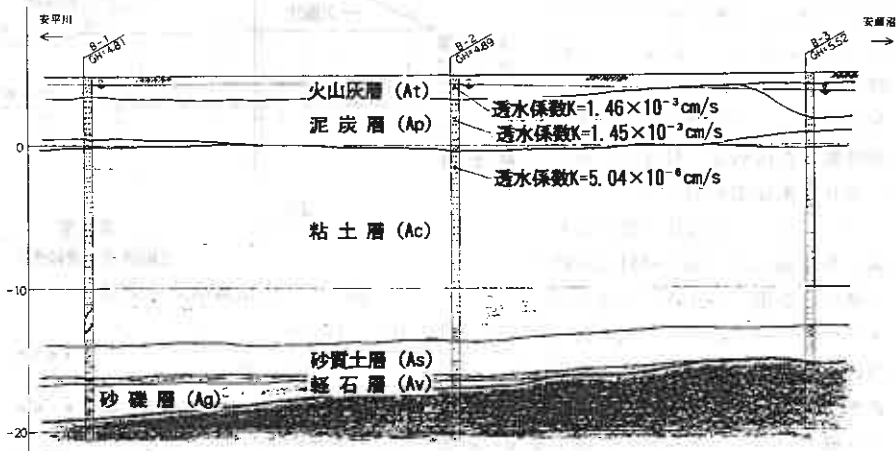 安平川
B-1
GH=4.81
B-2
GH=4.89
B-3
GH=5.52
火山灰層 (At)
透水係数K=1.46×10⁻³cm/s
泥炭層 (Ap)
透水係数K=1.45×10⁻³cm/s
0
透水係数K=5.04×10⁻⁶cm/s
粘土層 (Ac)
-10
砂質土層 (As)
軽石層 (Av)
砂礫層 (Ag)
-20